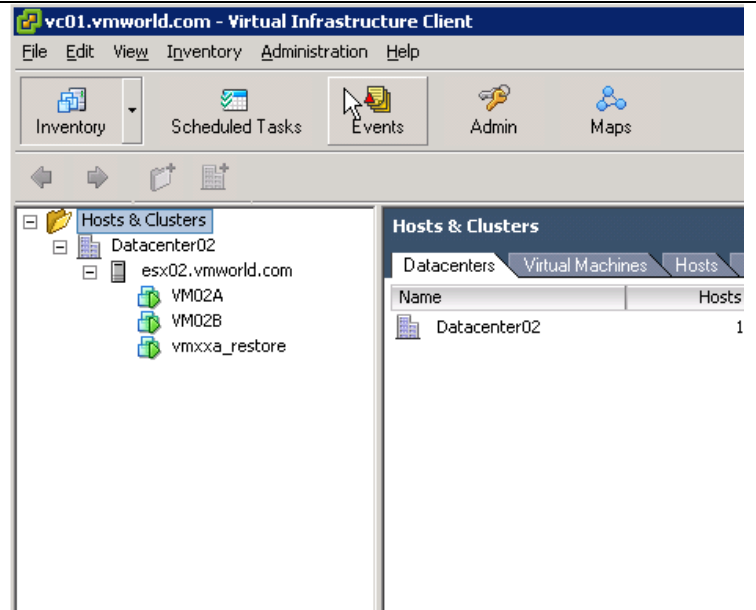 vc01.vmworld.com - Virtual Infrastructure Client
File Edit View Inventory Administration Help
Inventory Scheduled Tasks Events Admin Maps
Hosts & Clusters
Datacenter02
esx02.vmworld.com
VM02A
VM02B
vmxxa_restore
Hosts & Clusters
Datacenters Virtual Machines Hosts
Name Hosts
Datacenter02 1